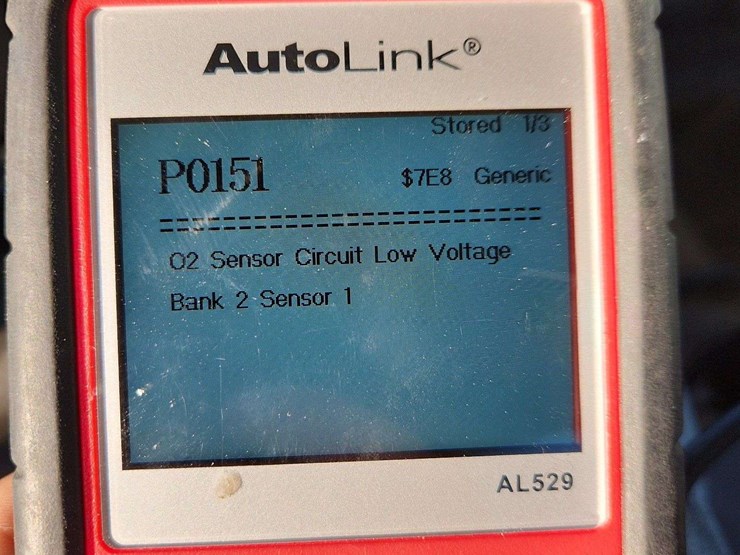 AutoLink®
Stored 1/3
P0151 $7E8 Generic
===========================
O2 Sensor Circuit Low Voltage
Bank 2 Sensor 1
AL529